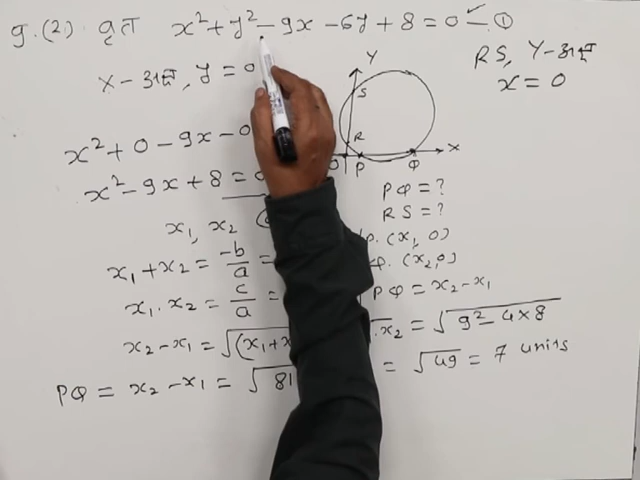 वृत्त x² + y² - 9x - 6y + 8 = 0 - ①
X - अक्ष, y = 0
RS, Y - अक्ष
x = 0
Y
S
R
O P Q X
x² + 0 - 9x - 0
x² - 9x + 8 = 0
PQ = ?
RS = ?
x₁, x₂
p. (x₁, 0)
(x₂, 0)
x₁ + x₂ = -b/a =
x₁ . x₂ = c/a =
PQ = x₂ - x₁
x₂ - x₁ = √(x₁ + x
x₂ = √9² - 4×8
PQ = x₂ - x₁ = √81
= √49 = 7 units